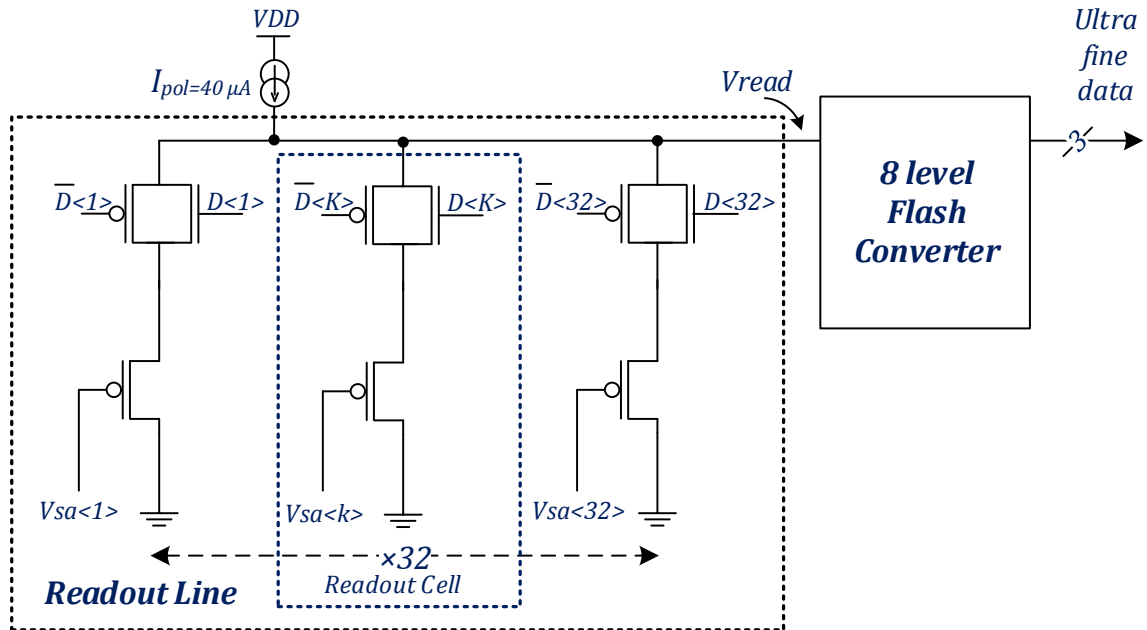 VDD
Ipol=40 μA
Vread
Ultra
fine
data
3
8 level
Flash
Converter
D̅<1>
D<1>
D̅<K>
D<K>
D̅<32>
D<32>
Vsa<1>
Vsa<k>
Vsa<32>
×32
Readout Cell
Readout Line